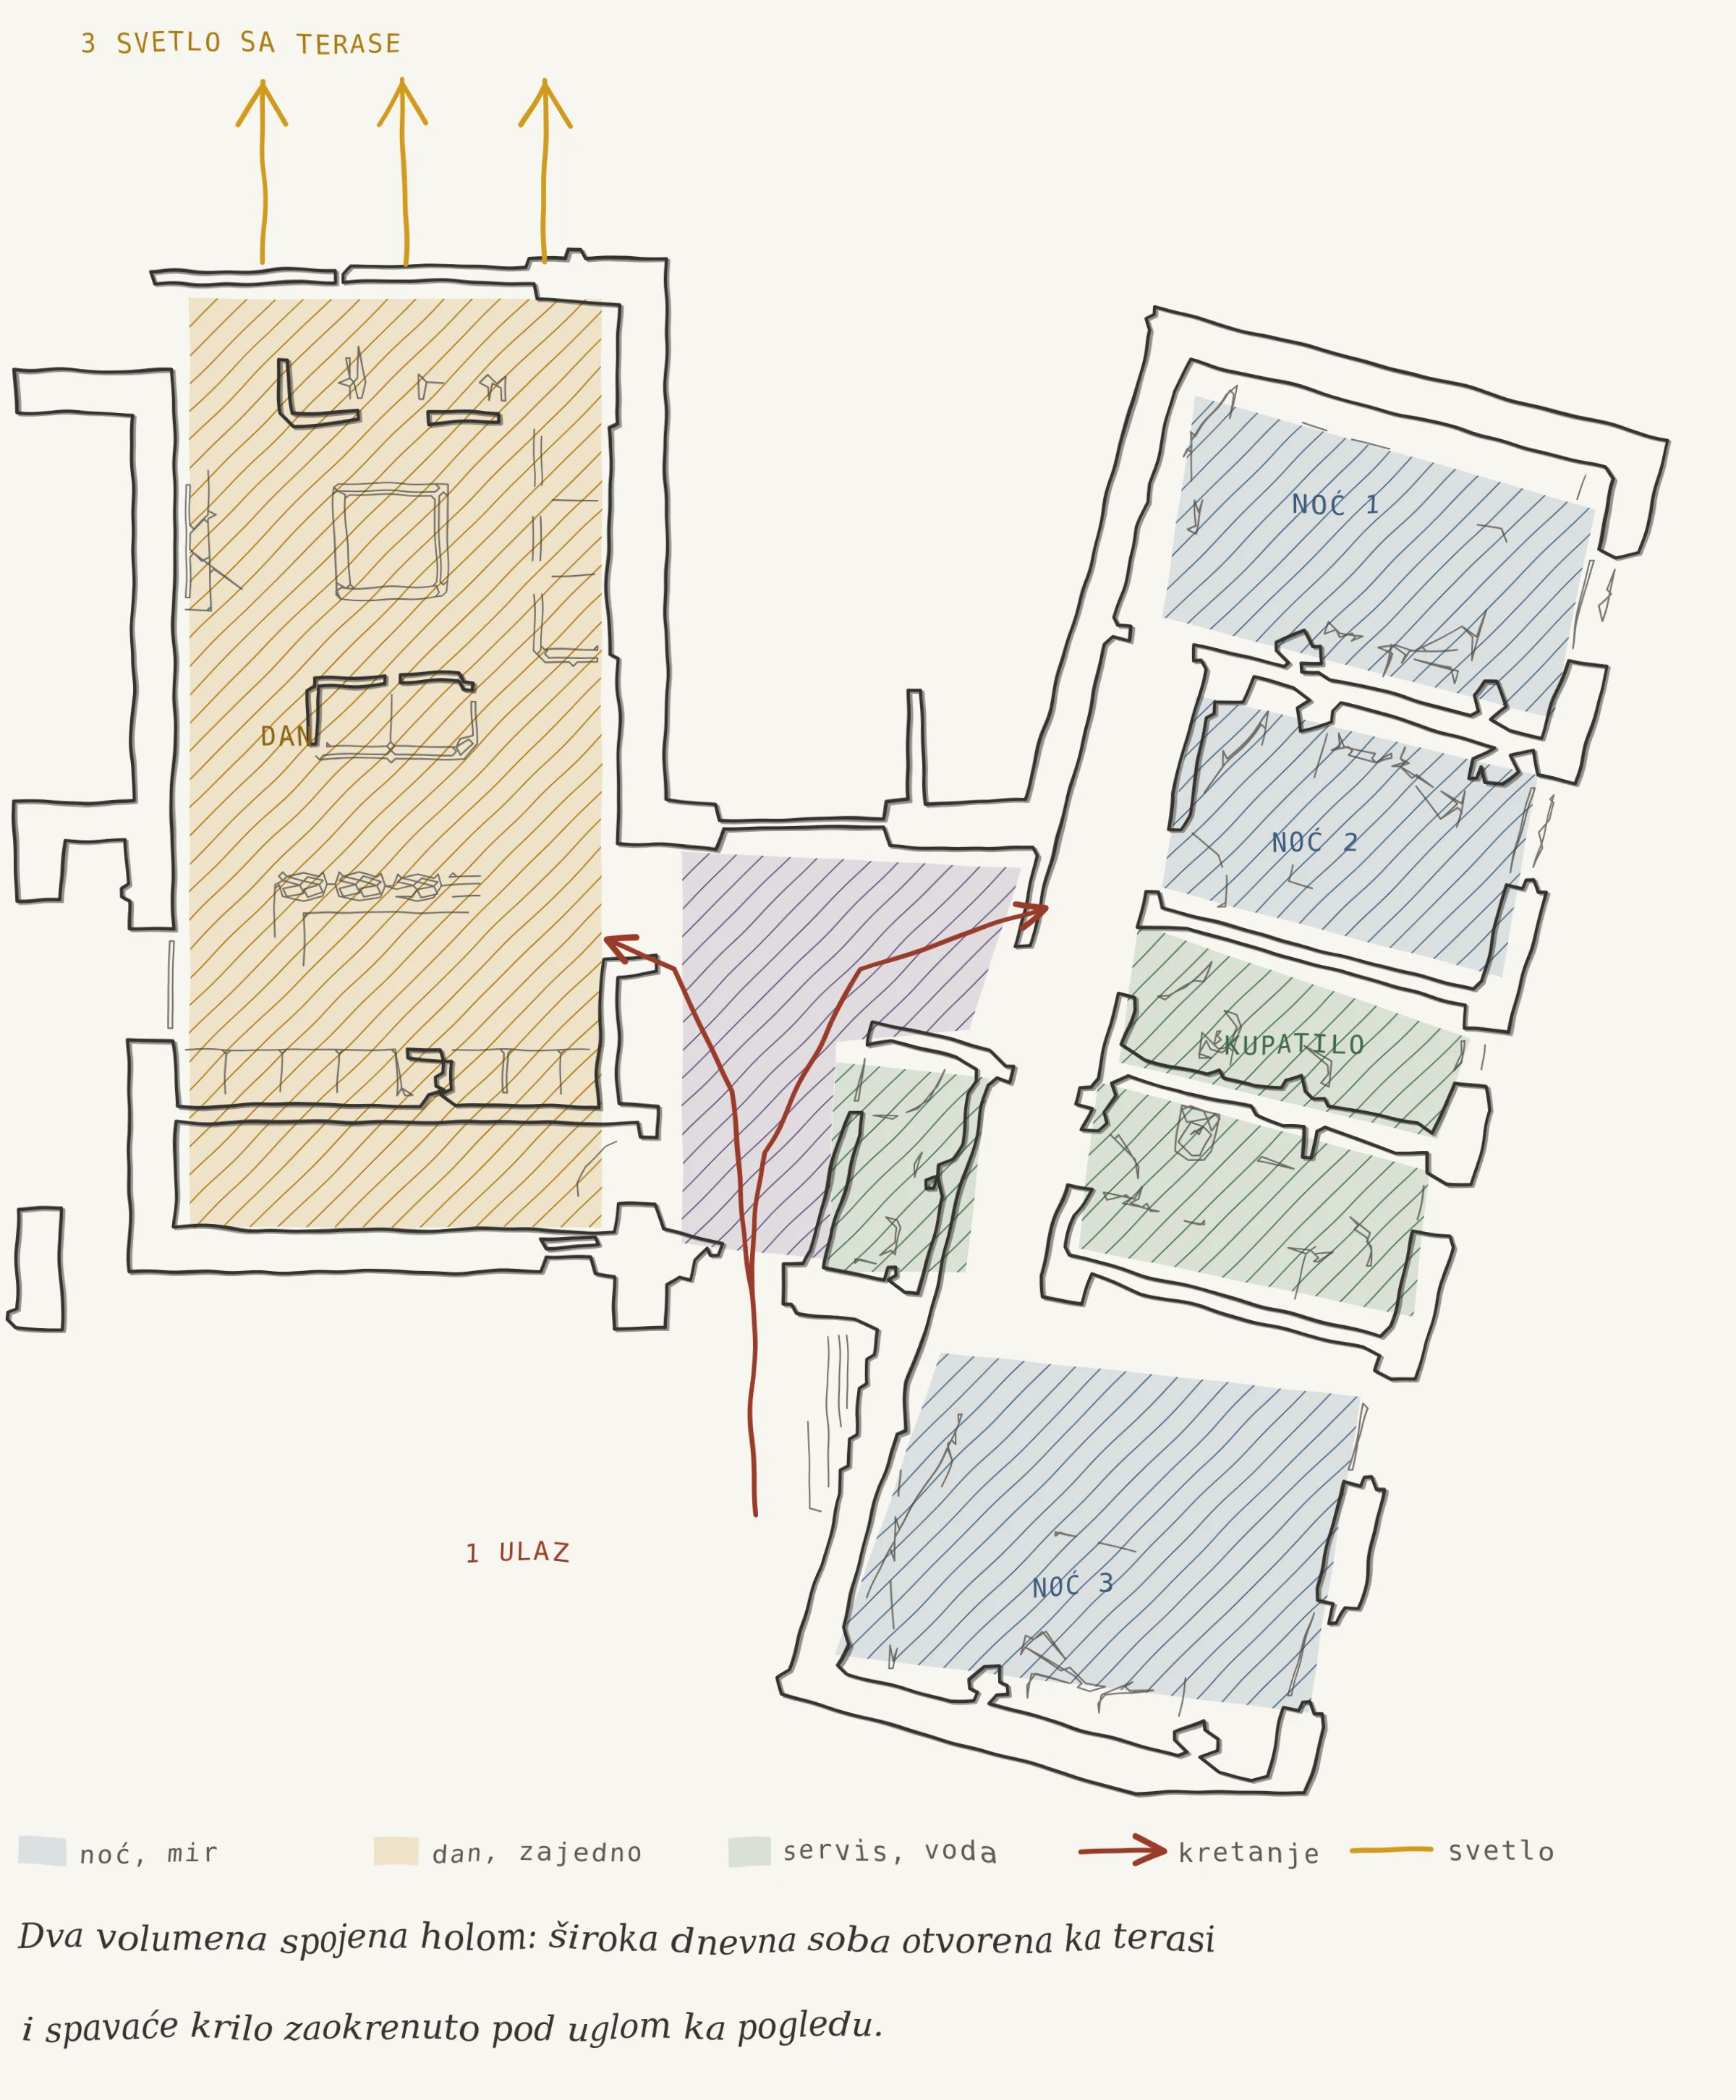 3 SVETLO SA TERASE
NOĆ 1
DAN
NOĆ 2
KUPATILO
1 ULAZ
NOĆ 3
noć, mir
dan, zajedno
servis, voda
kretanje
svetlo
Dva volumena spojena holom: široka dnevna soba otvorena ka terasi
i spavaće krilo zaokrenuto pod uglom ka pogledu.